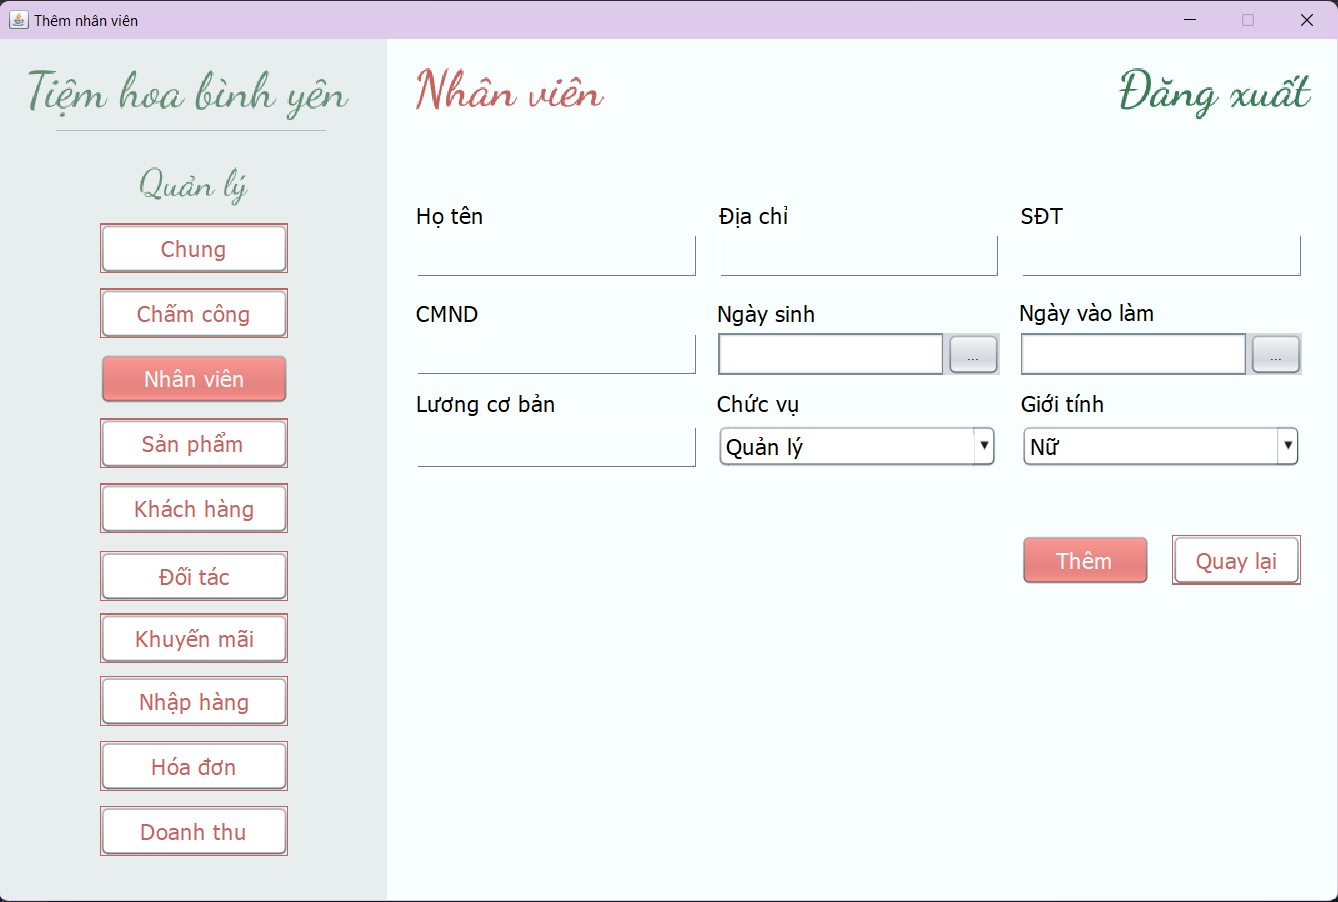 Thêm nhân viên
Tiệm hoa bình yên
Quản lý
Chung
Chấm công
Nhân viên
Sản phẩm
Khách hàng
Đối tác
Khuyến mãi
Nhập hàng
Hóa đơn
Doanh thu
Nhân viên
Đăng xuất
Họ tên
Địa chỉ
SĐT
CMND
Ngày sinh
...
Ngày vào làm
...
Lương cơ bản
Chức vụ
Quản lý
Giới tính
Nữ
Thêm
Quay lại